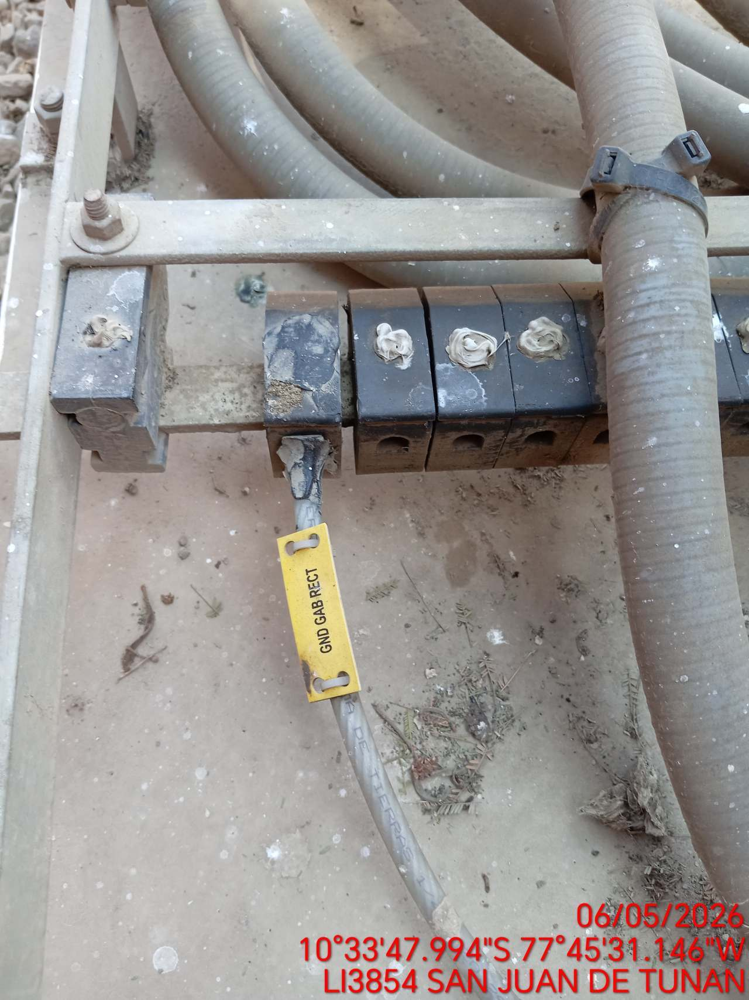 GND GAB RECT
A DE TIERRAS 1/
06/05/2026
10°33'47.994"S 77°45'31.146"W
LI3854 SAN JUAN DE TUNAN